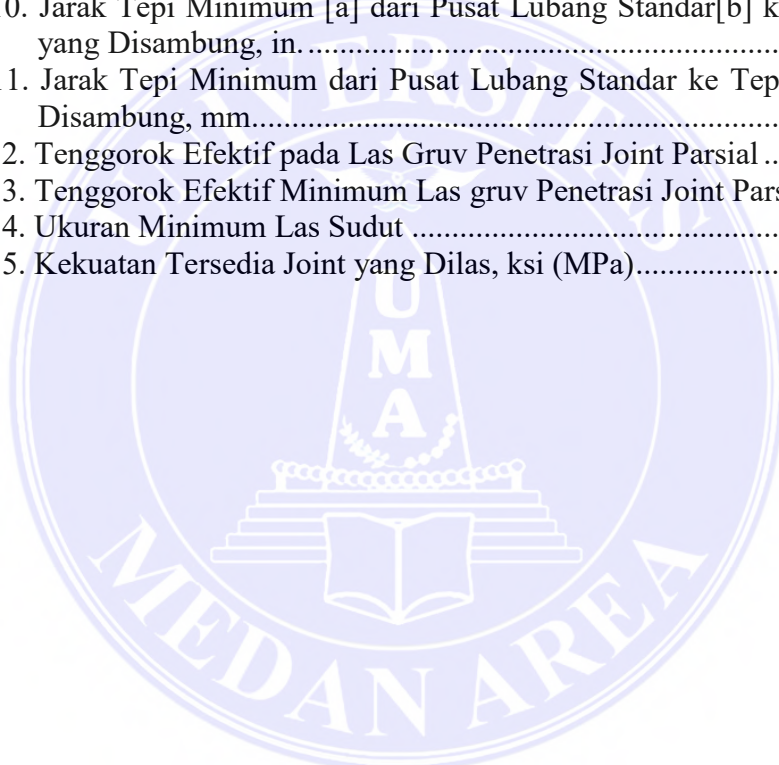 0. Jarak Tepi Minimum [a] dari Pusat Lubang Standar[b] k
yang Disambung, in. ............................................................
1. Jarak Tepi Minimum dari Pusat Lubang Standar ke Tep
Disambung, mm...................................................................
2. Tenggorok Efektif pada Las Gruv Penetrasi Joint Parsial ..
3. Tenggorok Efektif Minimum Las gruv Penetrasi Joint Pars
4. Ukuran Minimum Las Sudut ...............................................
5. Kekuatan Tersedia Joint yang Dilas, ksi (MPa)..................
UNIVERSITAS
UMA
MEDAN AREA